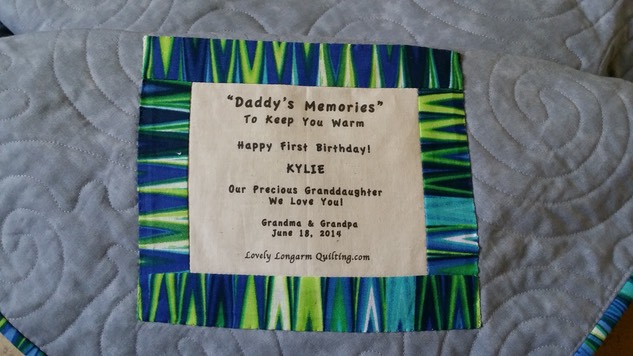 “Daddy’s Memories”
To Keep You Warm
Happy First Birthday!
KYLIE
Our Precious Granddaughter
We Love You!
Grandma & Grandpa
June 18, 2014
Lovely Longarm Quilting.com